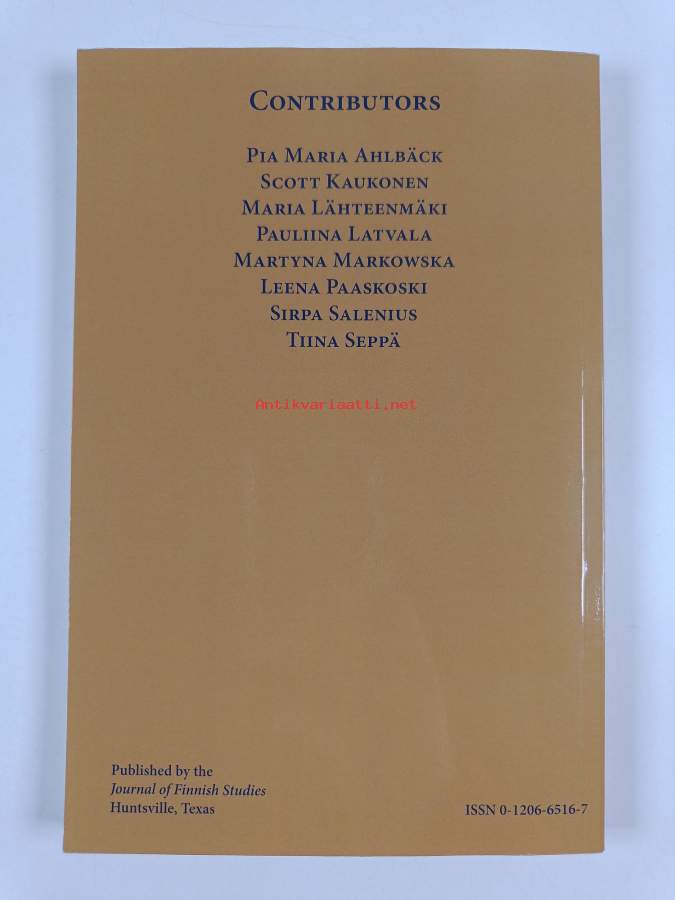 CONTRIBUTORS
PIA MARIA AHLBÄCK
SCOTT KAUKONEN
MARIA LÄHTEENMÄKI
PAULIINA LATVALA
MARTYNA MARKOWSKA
LEENA PAASKOSKI
SIRPA SALENIUS
TIINA SEPPÄ
Antikvariaatti.net
Published by the
Journal of Finnish Studies
Huntsville, Texas
ISSN 0-1206-6516-7